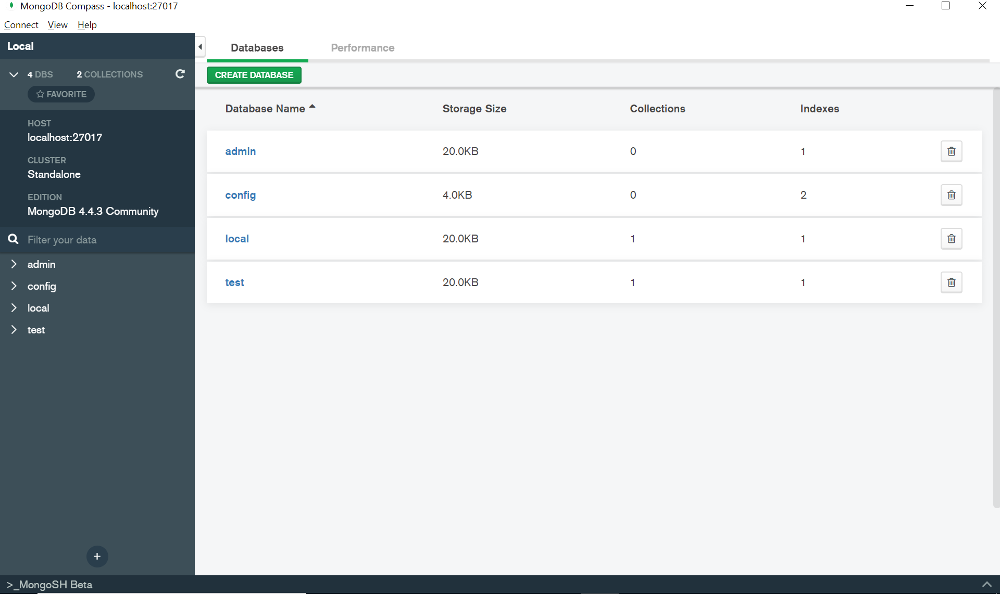 MongoDB Compass - localhost:27017
Connect View Help
Local
4 DBS 2 COLLECTIONS
FAVORITE
HOST
localhost:27017
CLUSTER
Standalone
EDITION
MongoDB 4.4.3 Community
Filter your data
admin
config
local
test
+
Databases Performance
CREATE DATABASE
Database Name Storage Size Collections Indexes
admin 20.0KB 0 1
config 4.0KB 0 2
local 20.0KB 1 1
test 20.0KB 1 1
>_MongoSH Beta